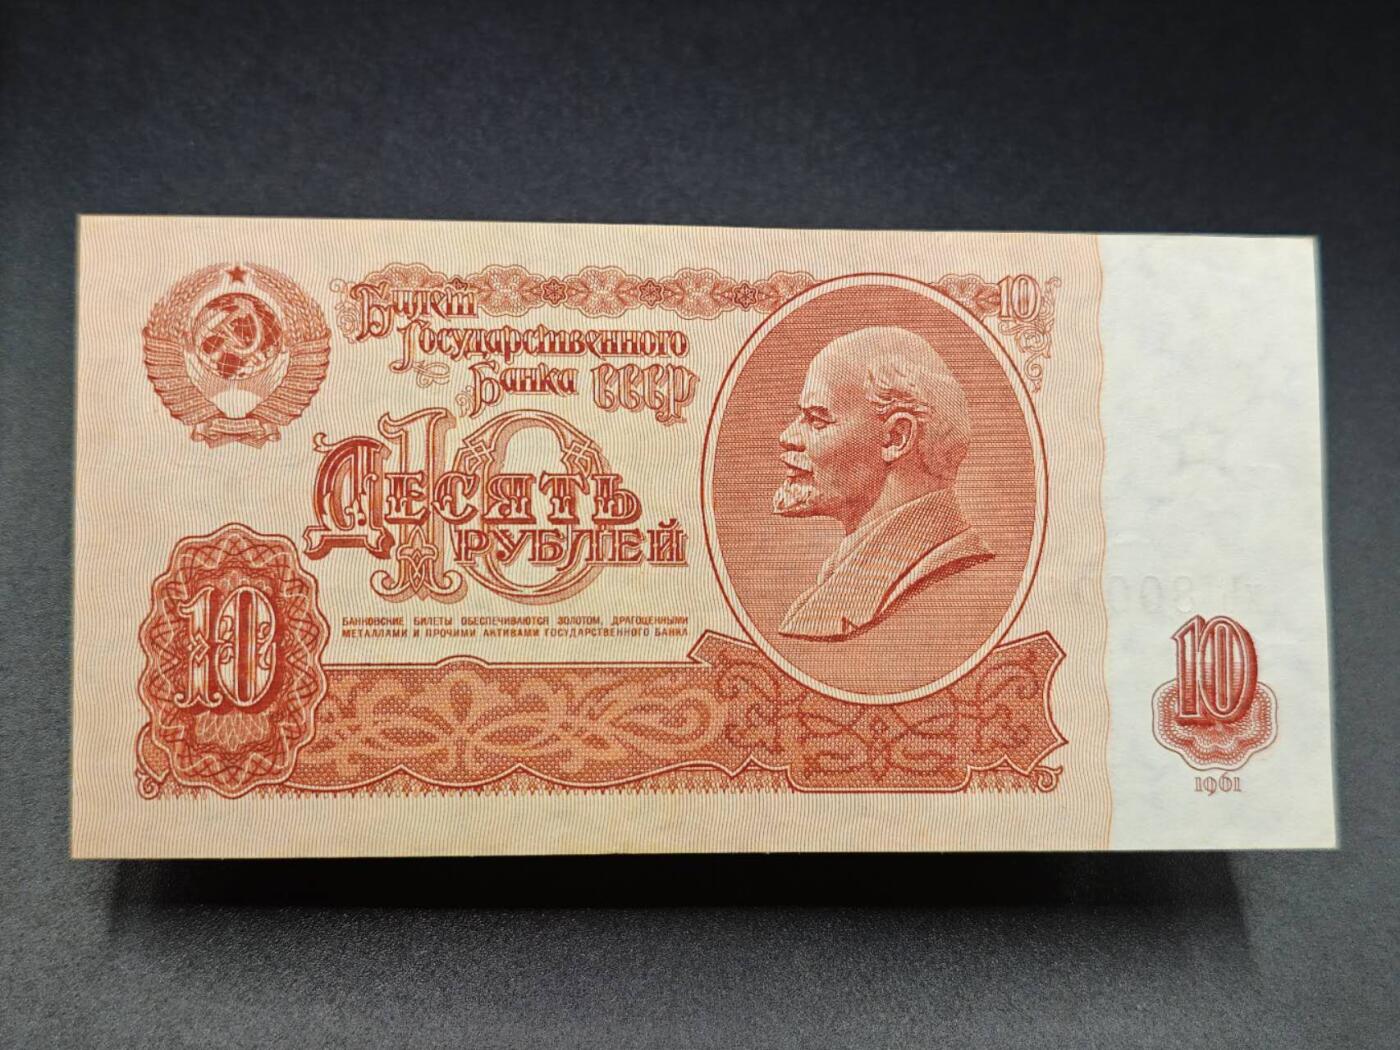 Билет
Государственного
Банка СССР
10
10
Десять
рублей
БАНКОВСКИЕ БИЛЕТЫ ОБЕСПЕЧИВАЮТСЯ ЗОЛОТОМ, ДРАГОЦЕННЫМИ
МЕТАЛЛАМИ И ПРОЧИМИ АКТИВАМИ ГОСУДАРСТВЕННОГО БАНКА
10
10
1961